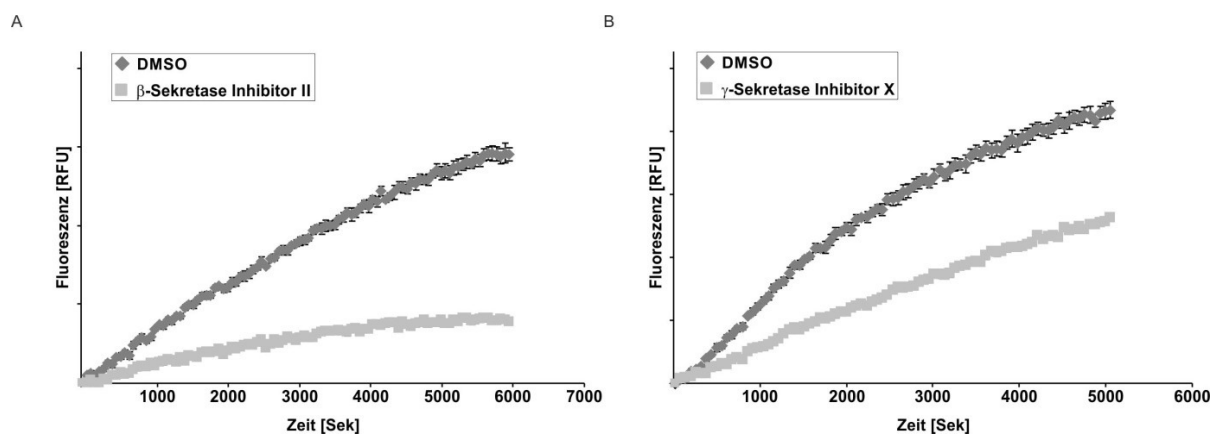 A
DMSO
β-Sekretase Inhibitor II
Fluoreszenz [RFU]
1000 2000 3000 4000 5000 6000 7000
Zeit [Sek]
B
DMSO
γ-Sekretase Inhibitor X
Fluoreszenz [RFU]
1000 2000 3000 4000 5000 6000
Zeit [Sek]